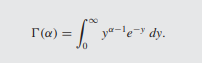 Γ(α) = ∫₀^∞ y^{α−1}e^{−y} dy.